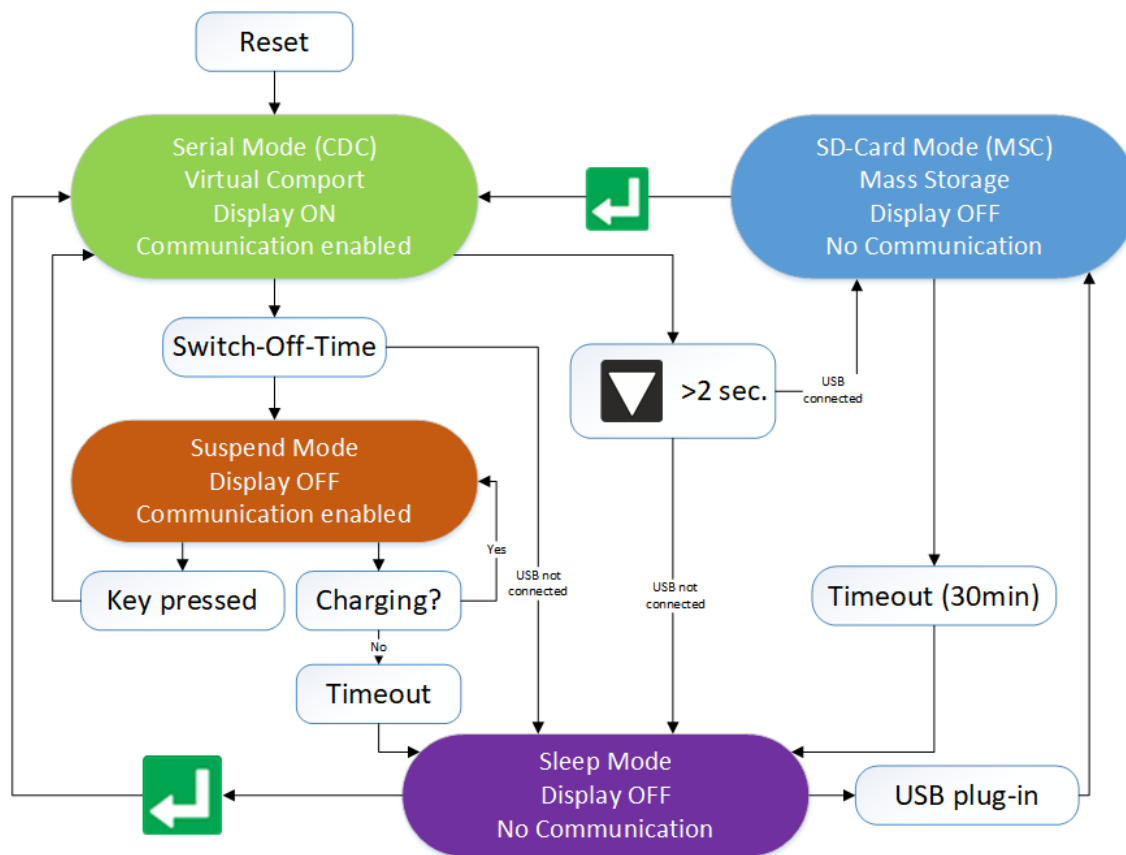 Reset
Serial Mode (CDC)
Virtual Comport
Display ON
Communication enabled
SD-Card Mode (MSC)
Mass Storage
Display OFF
No Communication
Switch-Off-Time
>2 sec.
USB
connected
Suspend Mode
Display OFF
Communication enabled
Yes
USB not
connected
USB not
connected
Key pressed
Charging?
Timeout (30min)
No
Timeout
Sleep Mode
Display OFF
No Communication
USB plug-in